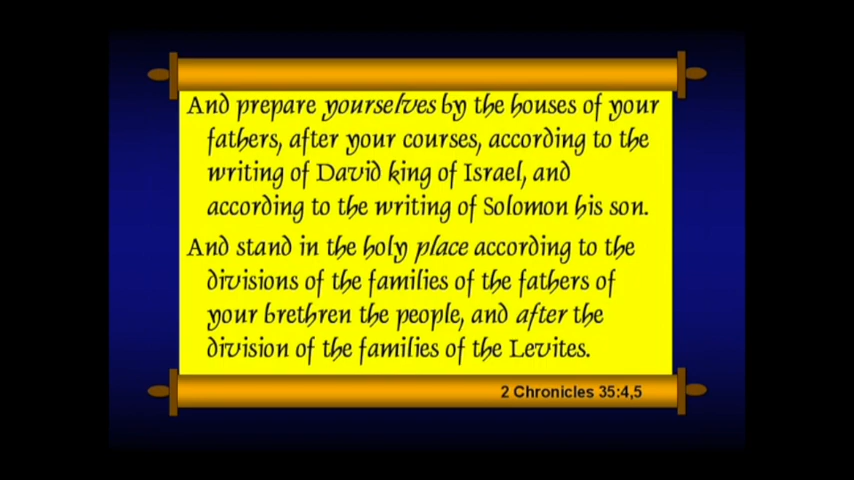 And prepare yourselves by the houses of your
fathers, after your courses, according to the
writing of David king of Israel, and
according to the writing of Solomon his son.
And stand in the holy place according to the
divisions of the families of the fathers of
your brethren the people, and after the
division of the families of the Levites.
2 Chronicles 35:4,5